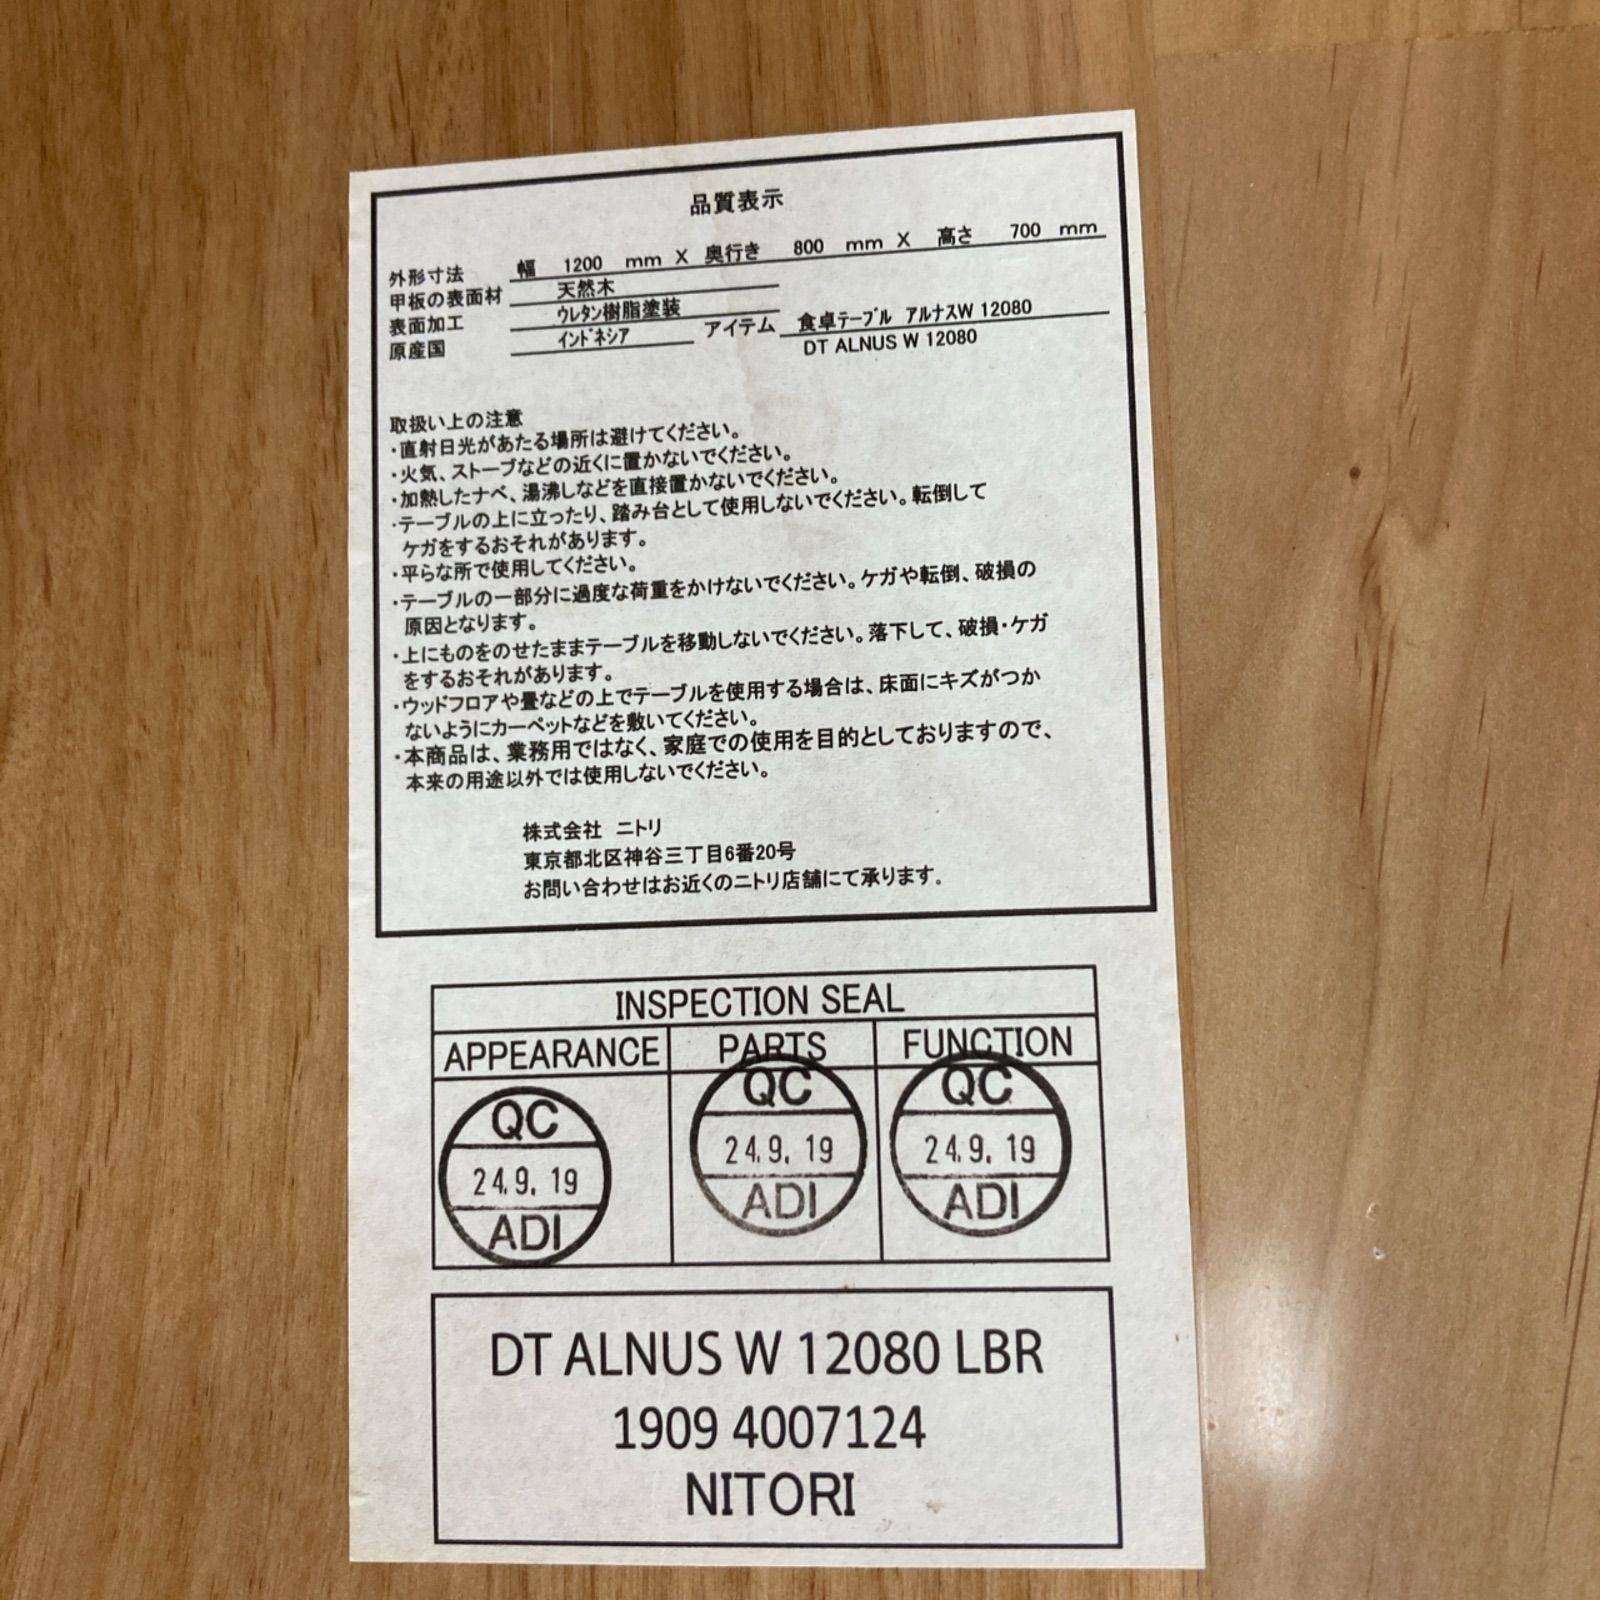 品質表示
外形寸法 幅 1200 mm X 奥行き 800 mm X 高さ 700 mm
甲板の表面材 天然木
表面加工 ウレタン樹脂塗装
原産国 インドネシア アイテム 食卓テーブル アルナスW 12080
DT ALNUS W 12080
取扱い上の注意
・直射日光があたる場所は避けてください。
・火気、ストーブなどの近くに置かないでください。
・加熱したナベ、湯沸しなどを直接置かないでください。
・テーブルの上に立ったり、踏み台として使用しないでください。転倒して
ケガをするおそれがあります。
・平らな所で使用してください。
・テーブルの一部分に過度な荷重をかけないでください。ケガや転倒、破損の
原因となります。
・上にものをのせたままテーブルを移動しないでください。落下して、破損・ケガ
をするおそれがあります。
・ウッドフロアや畳などの上でテーブルを使用する場合は、床面にキズがつか
ないようにカーペットなどを敷いてください。
・本商品は、業務用ではなく、家庭での使用を目的としておりますので、
本来の用途以外では使用しないでください。
株式会社 ニトリ
東京都北区神谷三丁目6番20号
お問い合わせはお近くのニトリ店舗にて承ります。
INSPECTION SEAL
APPEARANCE PARTS FUNCTION
QC QC QC
24.9.19 24.9.19 24.9.19
ADI ADI ADI
DT ALNUS W 12080 LBR
1909 4007124
NITORI